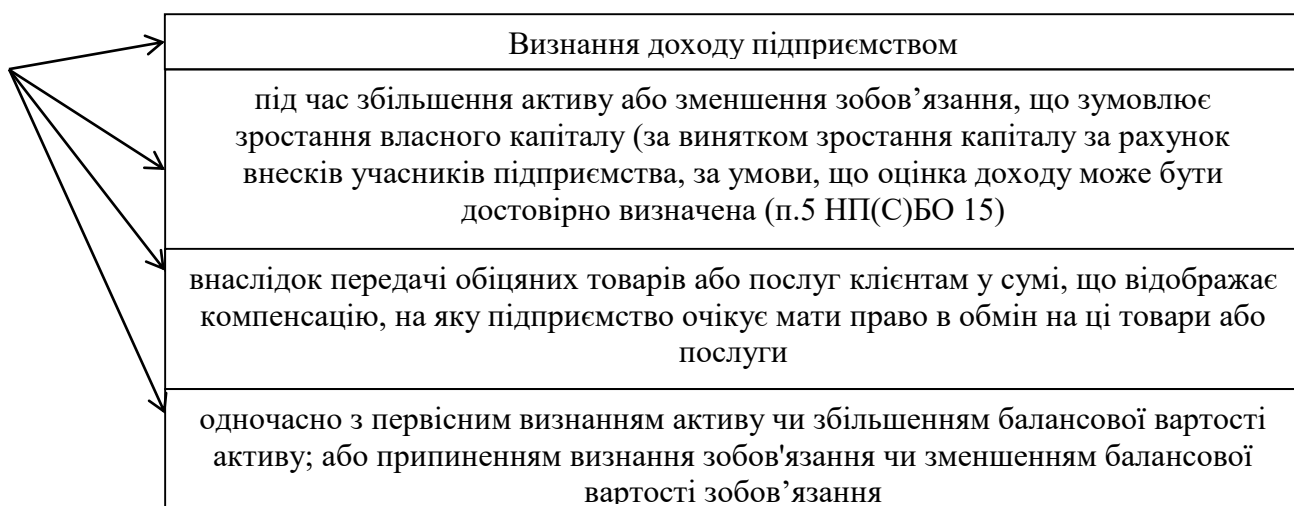 Визнання доходу підприємством
під час збільшення активу або зменшення зобов’язання, що зумовлює
зростання власного капіталу (за винятком зростання капіталу за рахунок
внесків учасників підприємства, за умови, що оцінка доходу може бути
достовірно визначена (п.5 НП(С)БО 15)
внаслідок передачі обіцяних товарів або послуг клієнтам у сумі, що відображає
компенсацію, на яку підприємство очікує мати право в обмін на ці товари або
послуги
одночасно з первісним визнанням активу чи збільшенням балансової вартості
активу; або припиненням визнання зобов'язання чи зменшенням балансової
вартості зобов’язання